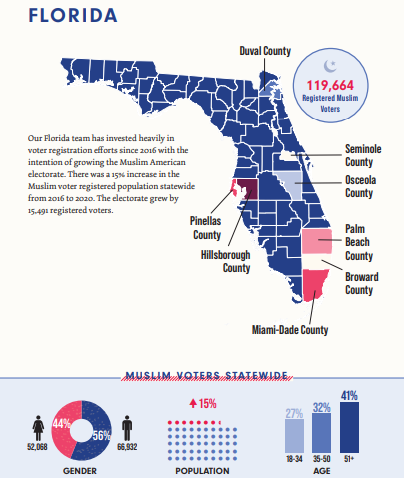 FLORIDA
Duval County
119,664
Registered Muslim
Voters
Our Florida team has invested heavily in
voter registration efforts since 2016 with the
intention of growing the Muslim American
electorate. There was a 15% increase in the
Muslim voter registered population statewide
from 2016 to 2020. The electorate grew by
15,491 registered voters.
Seminole
County
Osceola
County
Pinellas
County
Palm
Beach
County
Hillsborough
County
Broward
County
Miami-Dade County
MUSLIM VOTERS STATEWIDE
15%
41%
32%
27%
44%
56%
52,068
66,932
18-34
35-50
51+
GENDER
POPULATION
AGE